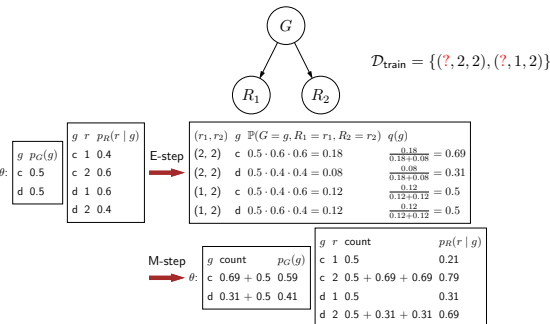 G
R₁ R₂
𝒟train = {(?, 2, 2), (?, 1, 2)}
θ:
g pG(g)
c 0.5
d 0.5
g r pR(r | g)
c 1 0.4
c 2 0.6
d 1 0.6
d 2 0.4
E-step
(r₁, r₂) g ℙ(G = g, R₁ = r₁, R₂ = r₂) q(g)
(2, 2) c 0.5 · 0.6 · 0.6 = 0.18 0.18/(0.18+0.08) = 0.69
(2, 2) d 0.5 · 0.4 · 0.4 = 0.08 0.08/(0.18+0.08) = 0.31
(1, 2) c 0.5 · 0.4 · 0.6 = 0.12 0.12/(0.12+0.12) = 0.5
(1, 2) d 0.5 · 0.6 · 0.4 = 0.12 0.12/(0.12+0.12) = 0.5
M-step
θ:
g count pG(g)
c 0.69 + 0.5 0.59
d 0.31 + 0.5 0.41
g r count pR(r | g)
c 1 0.5 0.21
c 2 0.5 + 0.69 + 0.69 0.79
d 1 0.5 0.31
d 2 0.5 + 0.31 + 0.31 0.69